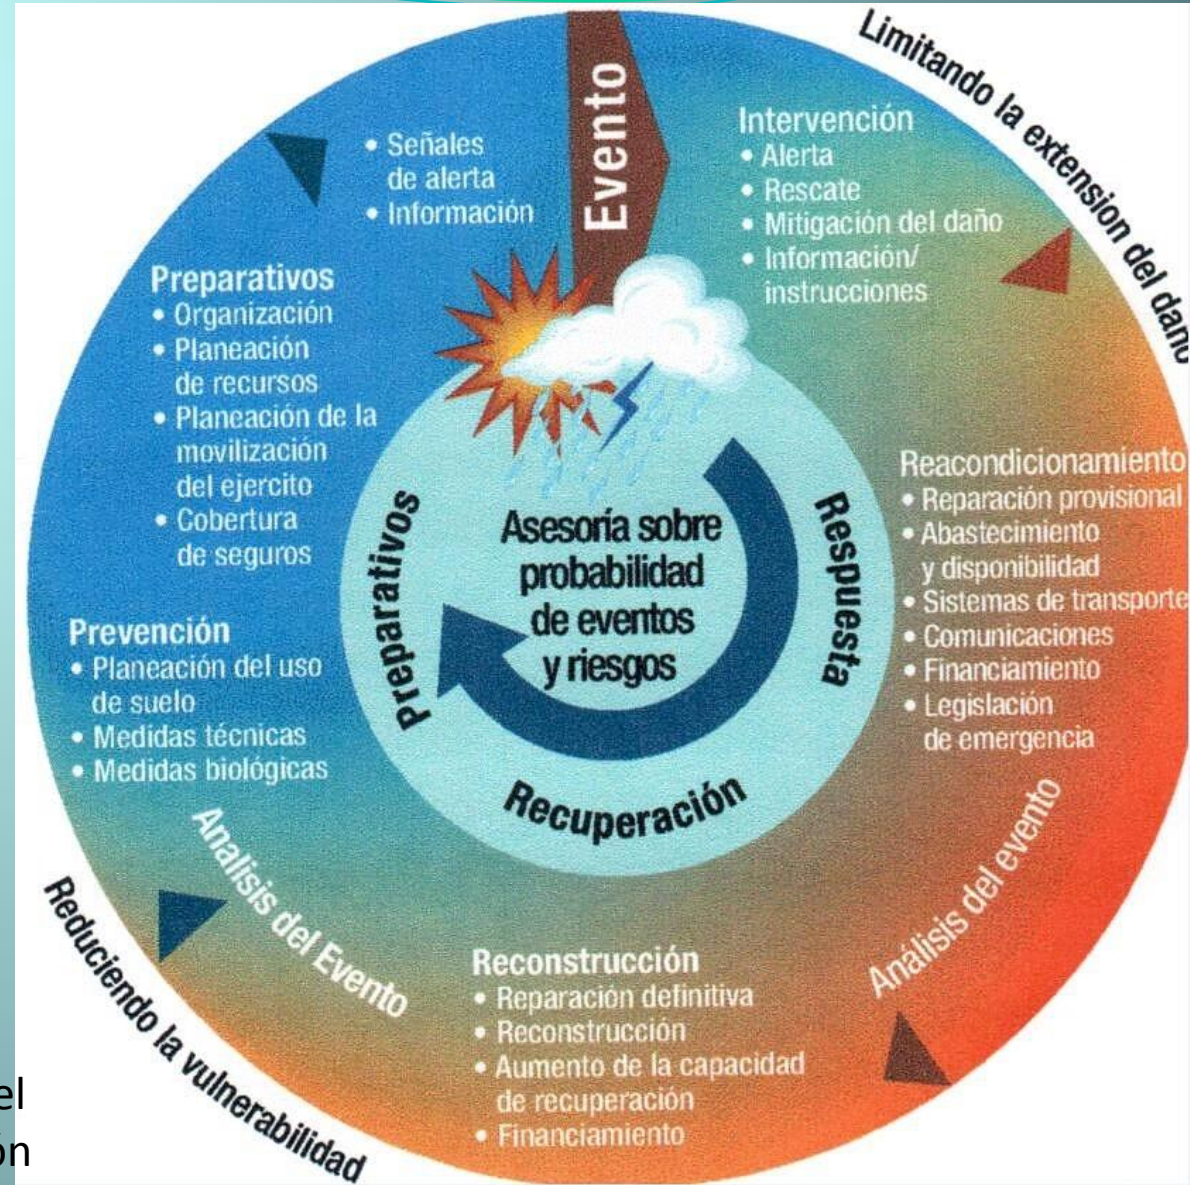 Evento
Limitando la extension del daño
• Señales
de alerta
• Información
Intervención
• Alerta
• Rescate
• Mitigación del daño
• Información/
instrucciones
Preparativos
• Organización
• Planeación
de recursos
• Planeación de la
movilización
del ejercito
• Cobertura
de seguros
Reacondicionamiento
• Reparación provisional
• Abastecimiento
y disponibilidad
• Sistemas de transporte
• Comunicaciones
• Financiamiento
• Legislación
de emergencia
Preparativos
Asesoría sobre
probabilidad
de eventos
y riesgos
Respuesta
Recuperación
Prevención
• Planeación del uso
de suelo
• Medidas técnicas
• Medidas biológicas
Analisis del Evento
Análisis del evento
Reconstrucción
• Reparación definitiva
• Reconstrucción
• Aumento de la capacidad
de recuperación
• Financiamiento
Reduciendo la vulnerabilidad